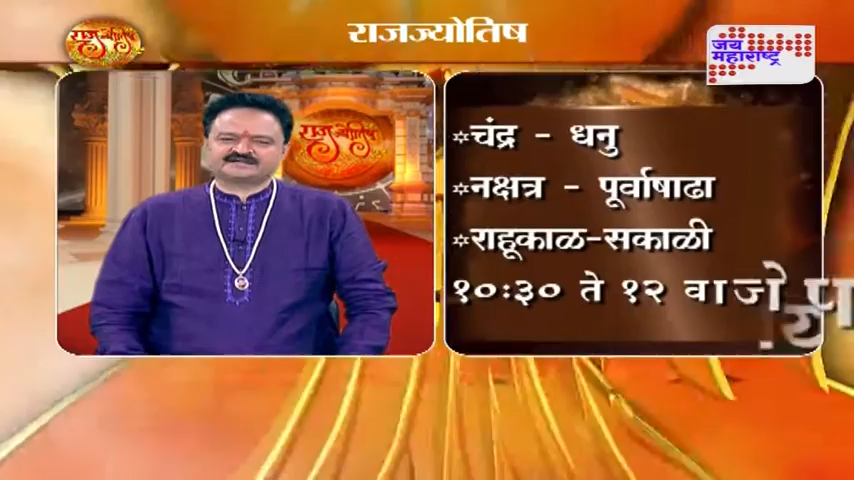 राज ज्योतिष
राजज्योतिष
जय
महाराष्ट्र
राज ज्योतिष
✡चंद्र - धनु
✡नक्षत्र - पूर्वाषाढा
✡राहूकाळ-सकाळी
१०:३० ते १२ वाजे